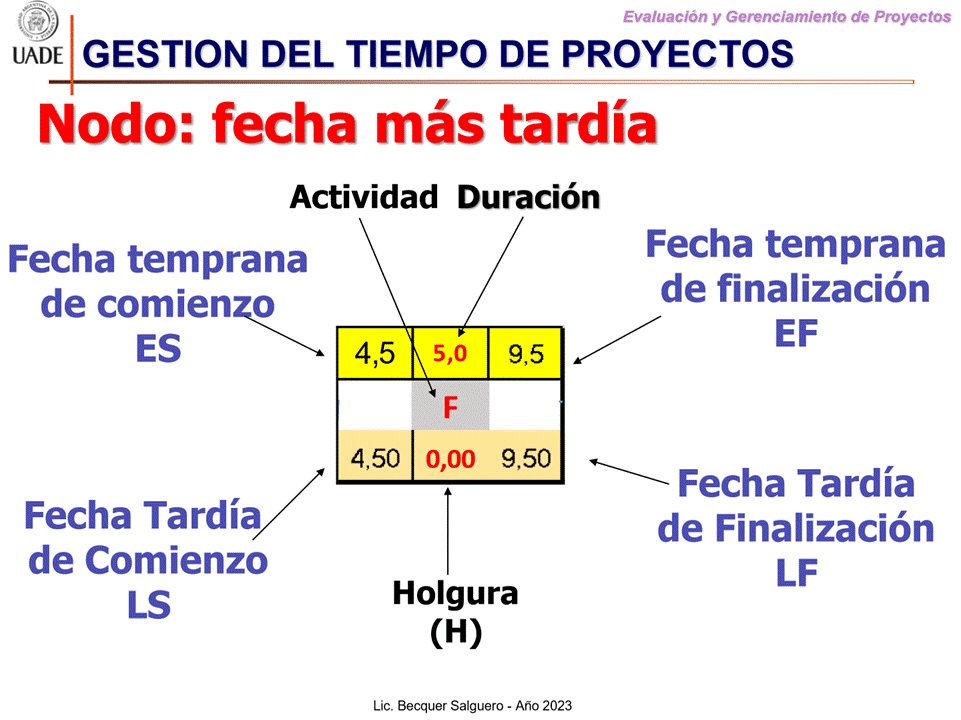 Evaluación y Gerenciamiento de Proyectos
UADE
GESTION DEL TIEMPO DE PROYECTOS
Nodo: fecha más tardía
Actividad Duración
Fecha temprana
de comienzo
ES
Fecha temprana
de finalización
EF
4,5 5,0 9,5
F
4,50 0,00 9,50
Fecha Tardía
de Comienzo
LS
Fecha Tardía
de Finalización
LF
Holgura
(H)
Lic. Becquer Salguero - Año 2023